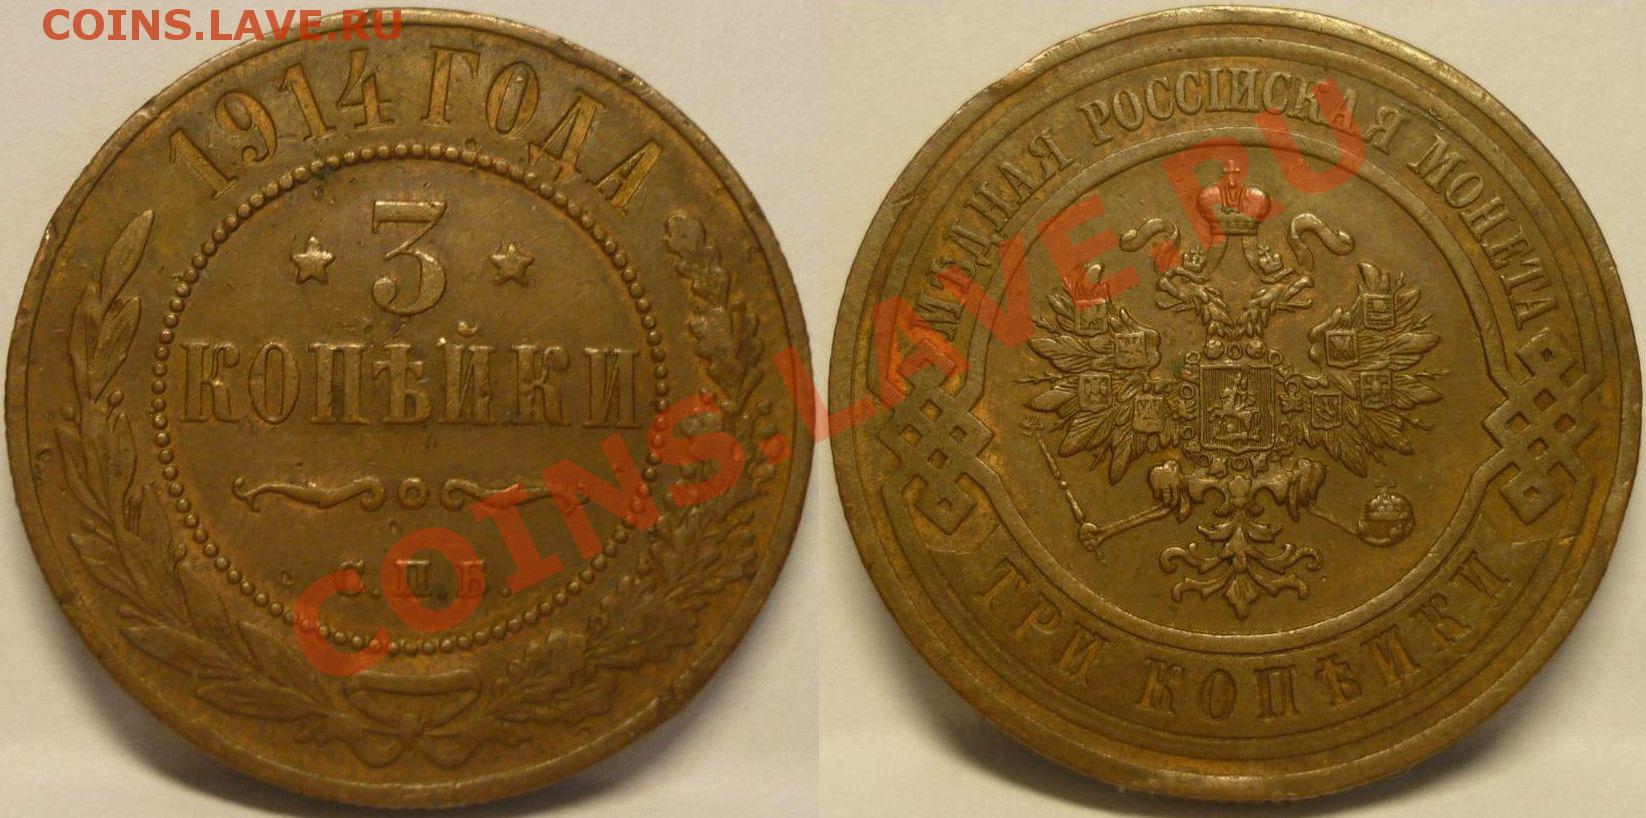 COINS.LAVE.RU
1914 ГОДА
3
КОПѢЙКИ
С.П.Б.
МѢДНАЯ РОССІЙСКАЯ МОНЕТА
ТРИ КОПѢЙКИ
COINS.LAVE.RU